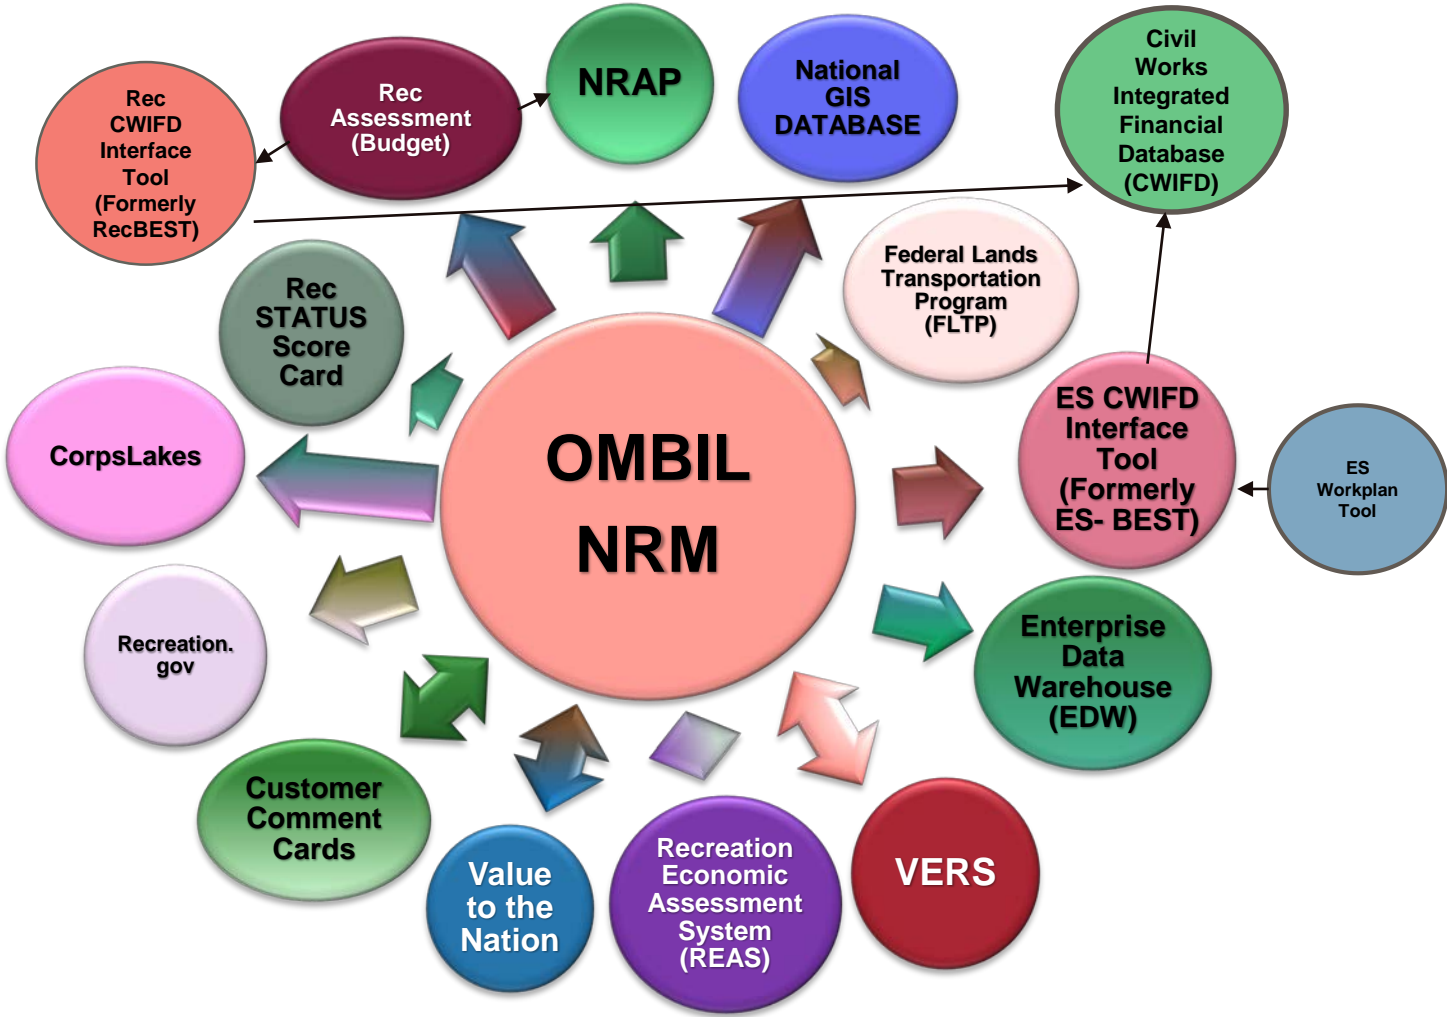 Rec
CWIFD
Interface
Tool
(Formerly
RecBEST)
Rec
Assessment
(Budget)
NRAP
National
GIS
DATABASE
Civil
Works
Integrated
Financial
Database
(CWIFD)
Rec
STATUS
Score
Card
Federal Lands
Transportation
Program
(FLTP)
CorpsLakes
OMBIL
NRM
ES CWIFD
Interface
Tool
(Formerly
ES- BEST)
ES
Workplan
Tool
Recreation.
gov
Enterprise
Data
Warehouse
(EDW)
Customer
Comment
Cards
Value
to the
Nation
Recreation
Economic
Assessment
System
(REAS)
VERS